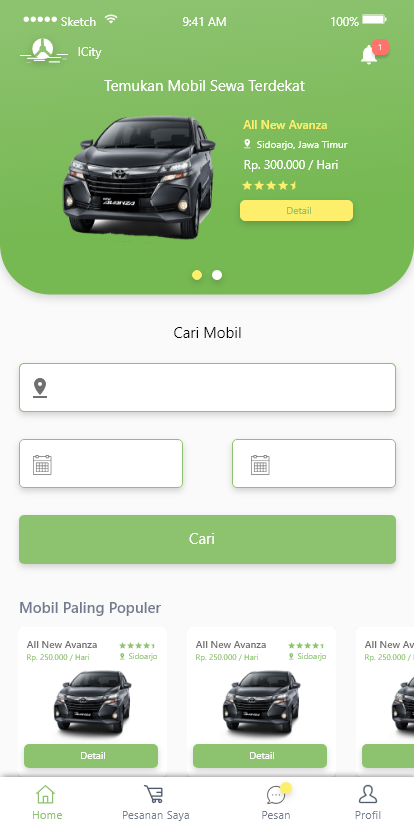 Sketch 9:41 AM 100%
ICity
1
Temukan Mobil Sewa Terdekat
All New Avanza
Sidoarjo, Jawa Timur
Rp. 300.000 / Hari
Detail
Cari Mobil
Cari
Mobil Paling Populer
All New Avanza
Rp. 250.000 / Hari Sidoarjo
Detail
All New Avanza
Rp. 250.000 / Hari Sidoarjo
Detail
All New Av
Rp. 250.000 /
Home Pesanan Saya Pesan Profil